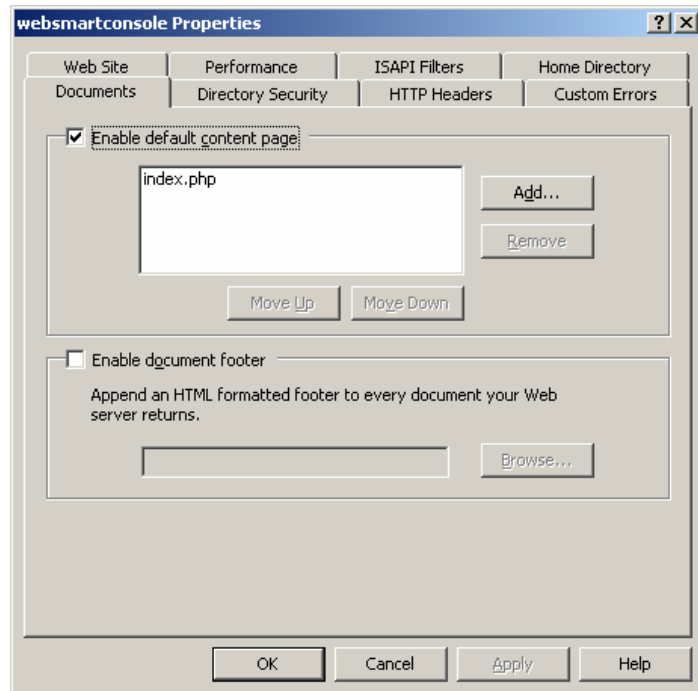 websmartconsole Properties
? X
Web Site Performance ISAPI Filters Home Directory
Documents Directory Security HTTP Headers Custom Errors
Enable default content page
index.php
Add...
Remove
Move Up Move Down
Enable document footer
Append an HTML formatted footer to every document your Web
server returns.
Browse...
OK Cancel Apply Help